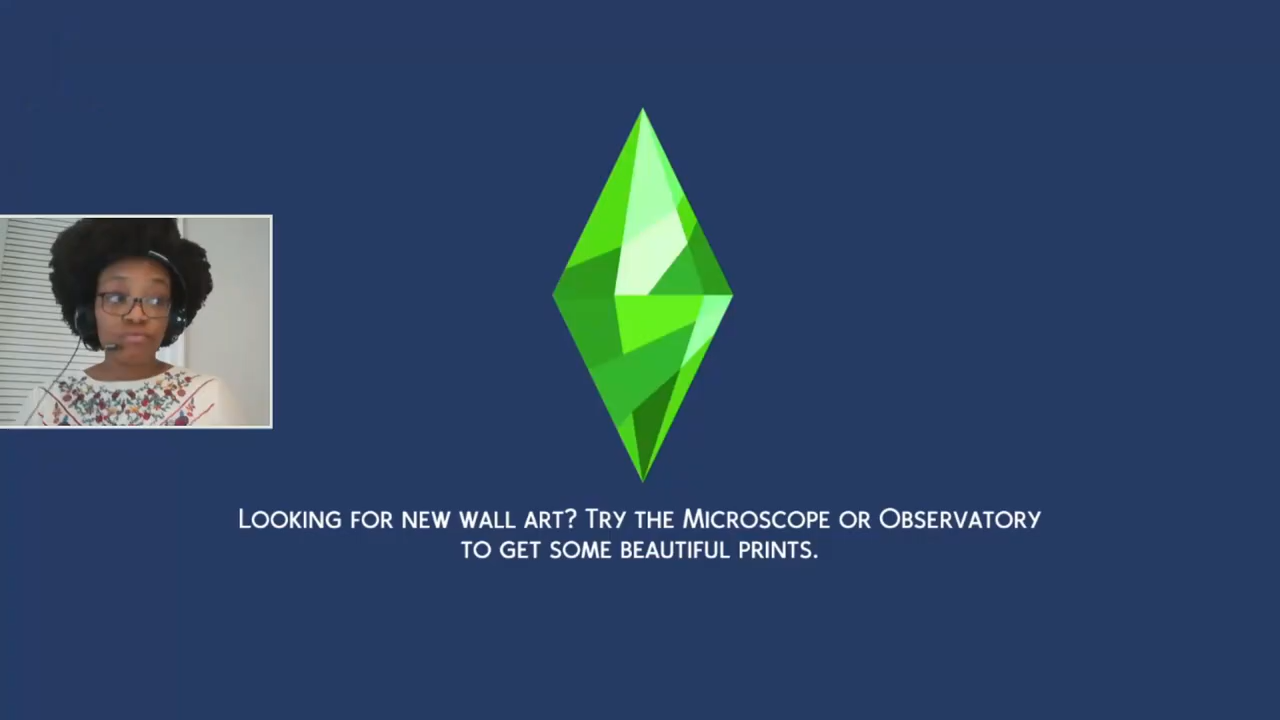 Looking for new wall art? Try the Microscope or Observatory
to get some beautiful prints.